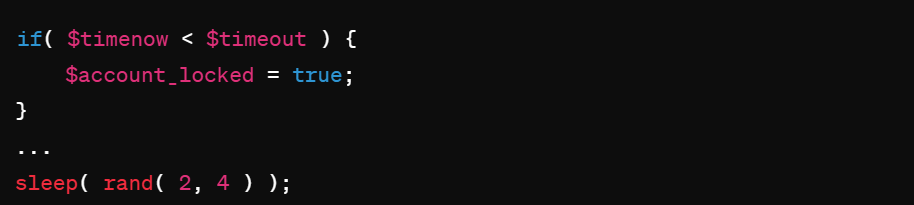 if( $timenow < $timeout ) {
    $account_locked = true;
}
...
sleep( rand( 2, 4 ) );